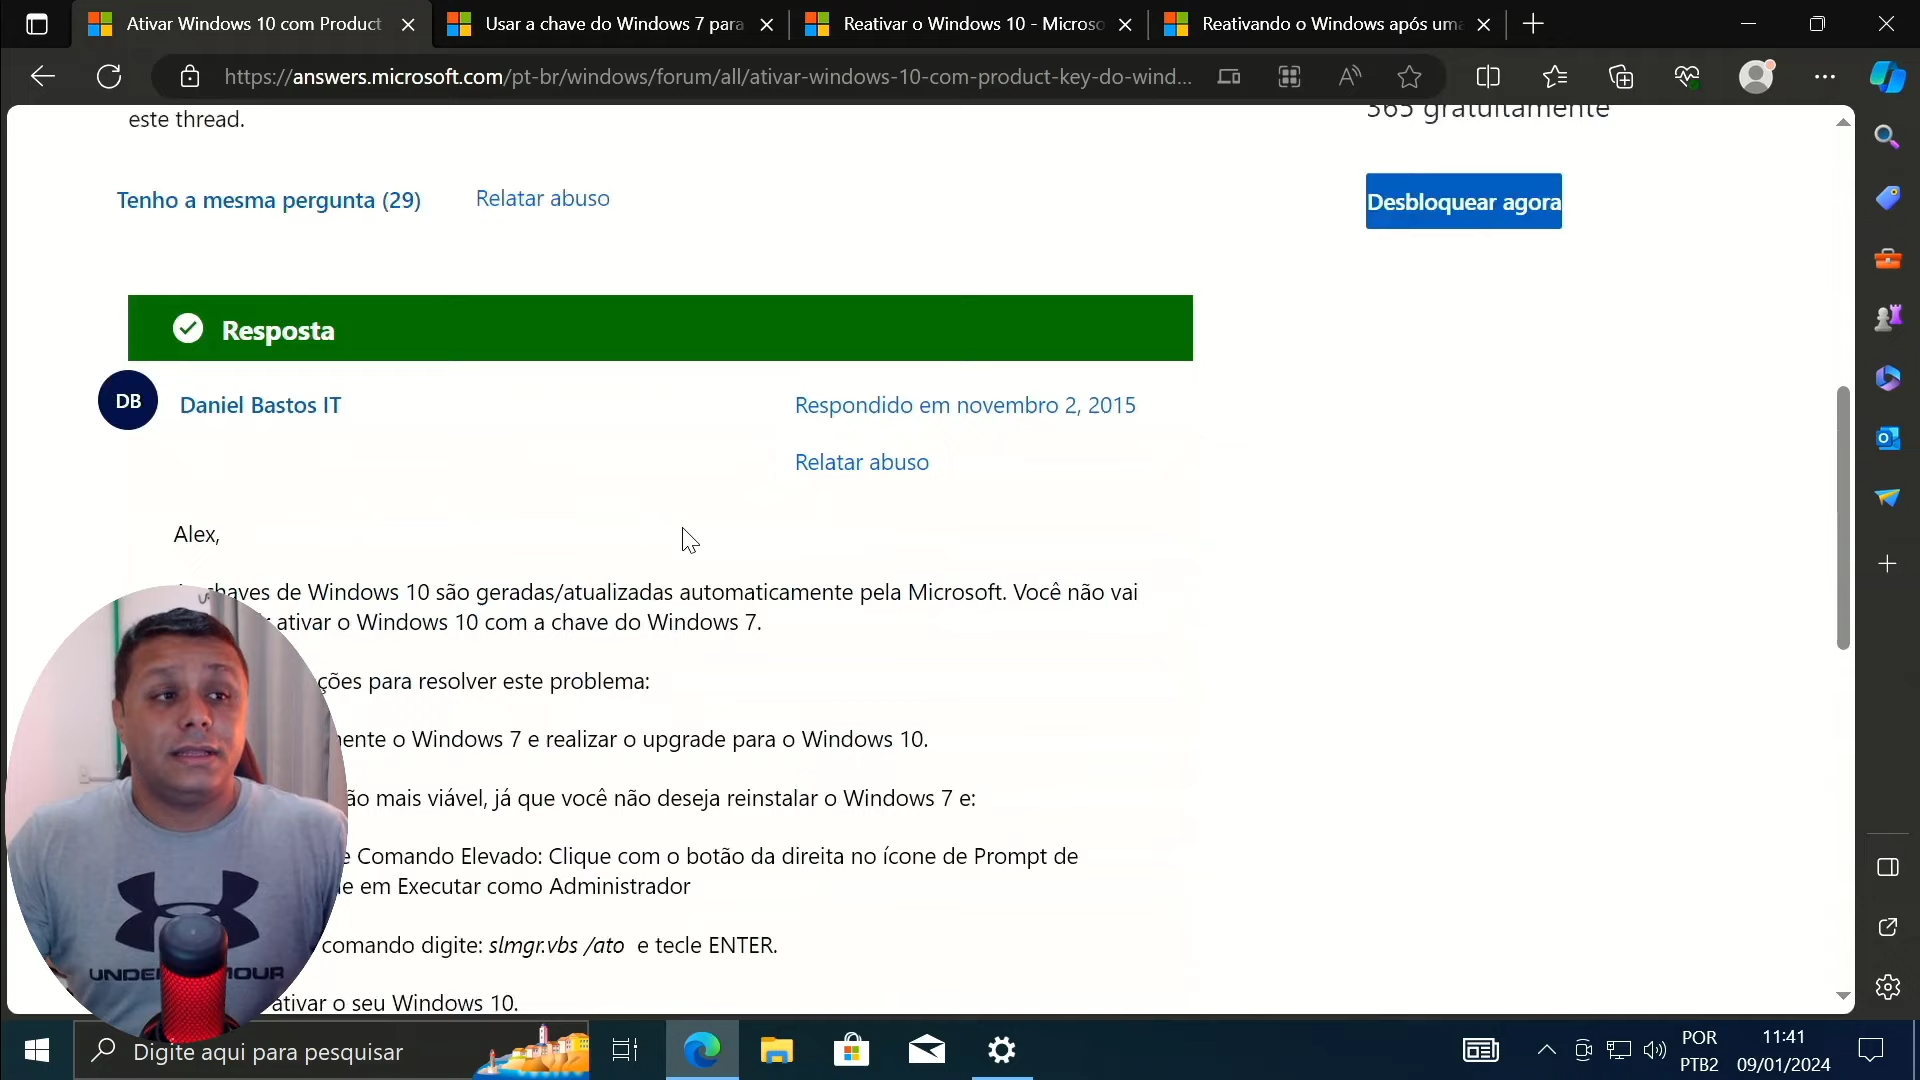 Ativar Windows 10 com Product
Usar a chave do Windows 7 para
Reativar o Windows 10 - Microso
Reativando o Windows após uma
https://answers.microsoft.com/pt-br/windows/forum/all/ativar-windows-10-com-product-key-do-wind...
este thread.
365 gratuitamente
Tenho a mesma pergunta (29)
Relatar abuso
Desbloquear agora
Resposta
DB
Daniel Bastos IT
Respondido em novembro 2, 2015
Relatar abuso
Alex,
chaves de Windows 10 são geradas/atualizadas automaticamente pela Microsoft. Você não vai
ativar o Windows 10 com a chave do Windows 7.
ções para resolver este problema:
mente o Windows 7 e realizar o upgrade para o Windows 10.
ão mais viável, já que você não deseja reinstalar o Windows 7 e:
e Comando Elevado: Clique com o botão da direita no ícone de Prompt de
e em Executar como Administrador
comando digite: slmgr.vbs /ato e tecle ENTER.
ativar o seu Windows 10.
UNDER
MOUR
Digite aqui para pesquisar
POR
PTB2
11:41
09/01/2024